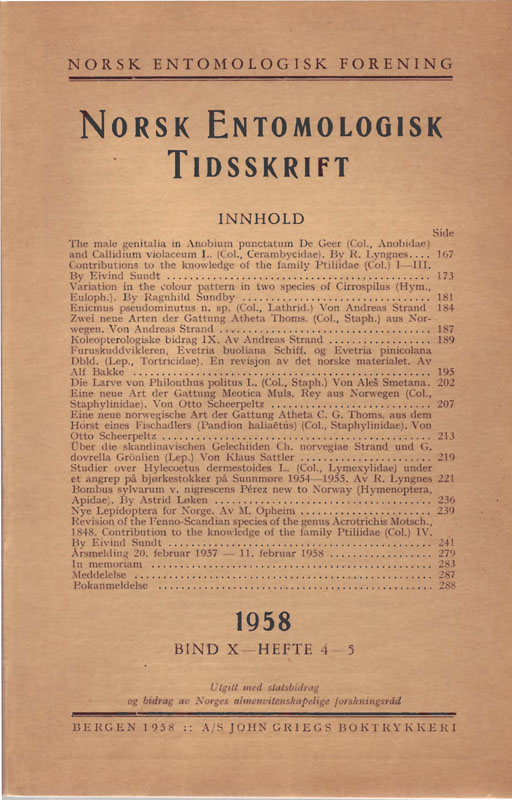 NORSK ENTOMOLOGISK FORENING
NORSK ENTOMOLOGISK
TIDSSKRIFT
INNHOLD
Side
The male genitalia in Anobium punctatum De Geer (Col., Anobidae)
and Callidium violaceum L. (Col., Cerambycidae). By R. Lyngnes.... 167
Contributions to the knowledge of the family Ptiliidae (Col.) I—III.
By Eivind Sundt ........................................ 173
Variation in the colour pattern in two species of Cirrospilus (Hym.,
Euloph.). By Ragnhild Sundby ............................ 181
Enicmus pseudominutus n. sp. (Col., Lathrid.) Von Andreas Strand 184
Zwei neue Arten der Gattung Atheta Thoms. (Col., Staph.) aus Nor-
wegen. Von Andreas Strand ................................ 187
Koleopterologiske bidrag IX. Av Andreas Strand ................ 189
Furuskuddvikleren, Evetria buoliana Schiff. og Evetria pinicolana
Dbld. (Lep., Tortricidae). En revisjon av det norske materialet. Av
Alf Bakke ................................................ 195
Die Larve von Philonthus politus L. (Col., Staph.) Von Aleš Smetana. 202
Eine neue Art der Gattung Meotica Muls. Rey aus Norwegen (Col.,
Staphylinidae). Von Otto Scheerpeltz ........................ 207
Eine neue norwegische Art der Gattung Atheta C. G. Thoms. aus dem
Horst eines Fischadlers (Pandion haliaëtus) (Col., Staphylinidae). Von
Otto Scheerpeltz .......................................... 213
Über die skandinavischen Gelechiiden Ch. norvegiae Strand und G.
dovrella Grönlien (Lep.) Von Klaus Sattler .................... 219
Studier over Hylecoetus dermestoides L. (Col., Lymexylidae) under
et angrep på bjørkestokker på Sunnmøre 1954—1955. Av R. Lyngnes 221
Bombus sylvarum v. nigrescens Pérez new to Norway (Hymenoptera,
Apidae). By Astrid Løken .................................. 236
Nye Lepidoptera for Norge. Av M. Opheim .................... 239
Revision of the Fenno-Scandian species of the genus Acrotrichis Motsch.,
1848. Contribution to the knowledge of the family Ptiliidae (Col.) IV.
By Eivind Sundt .......................................... 241
Årsmelding 20. februar 1957 — 11. februar 1958 ................ 279
In memoriam .............................................. 283
Meddelelse ................................................ 287
Bokanmeldelse ............................................ 288
1958
BIND X—HEFTE 4—5
Utgitt med statsbidrag
og bidrag av Norges almenvitenskapelige forskningsråd
BERGEN 1958 :: A/S JOHN GRIEGS BOKTRYKKERI